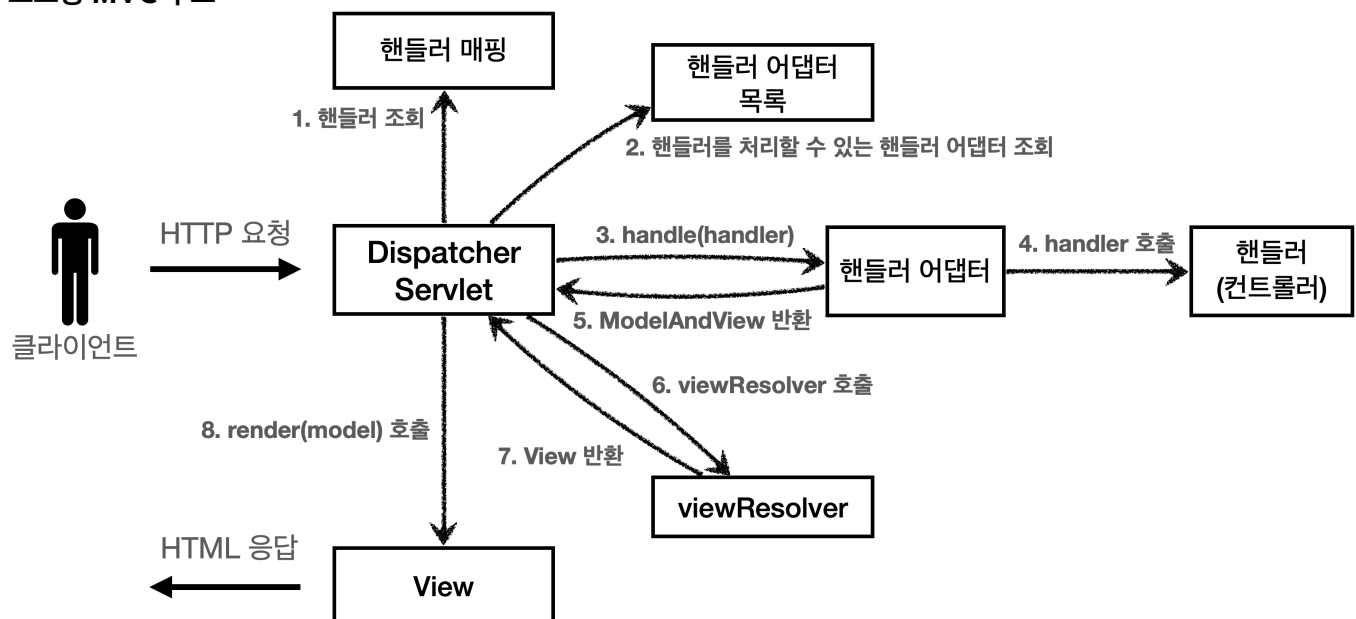 MVC
핸들러 매핑
핸들러 어댑터
목록
1. 핸들러 조회
2. 핸들러를 처리할 수 있는 핸들러 어댑터 조회
HTTP 요청
클라이언트
Dispatcher
Servlet
3. handle(handler)
핸들러 어댑터
4. handler 호출
핸들러
(컨트롤러)
5. ModelAndView 반환
6. viewResolver 호출
7. View 반환
8. render(model) 호출
viewResolver
HTML 응답
View